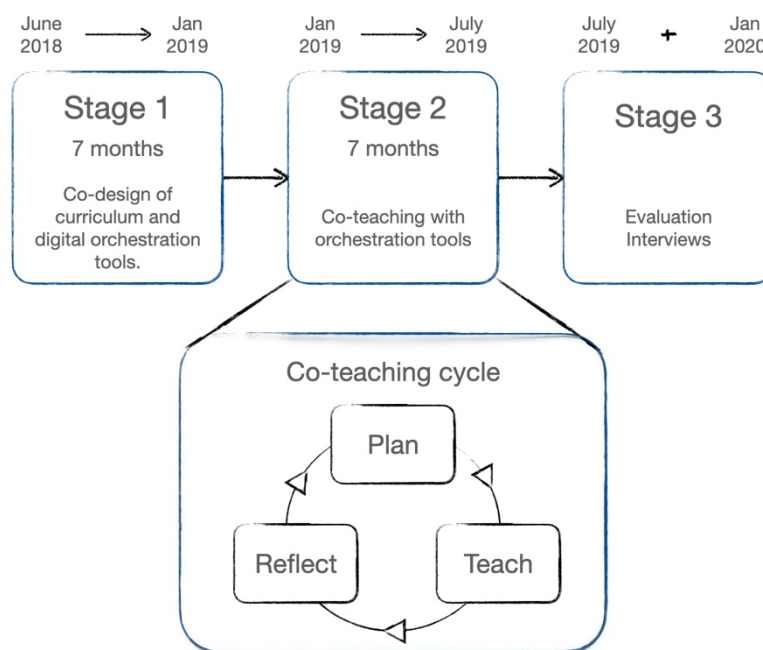 June
2018
Jan
2019
Jan
2019
July
2019
July
2019
+
Jan
2020
Stage 1
7 months
Co-design of
curriculum and
digital orchestration
tools.
Stage 2
7 months
Co-teaching with
orchestration tools
Stage 3
Evaluation
Interviews
Co-teaching cycle
Plan
Reflect
Teach